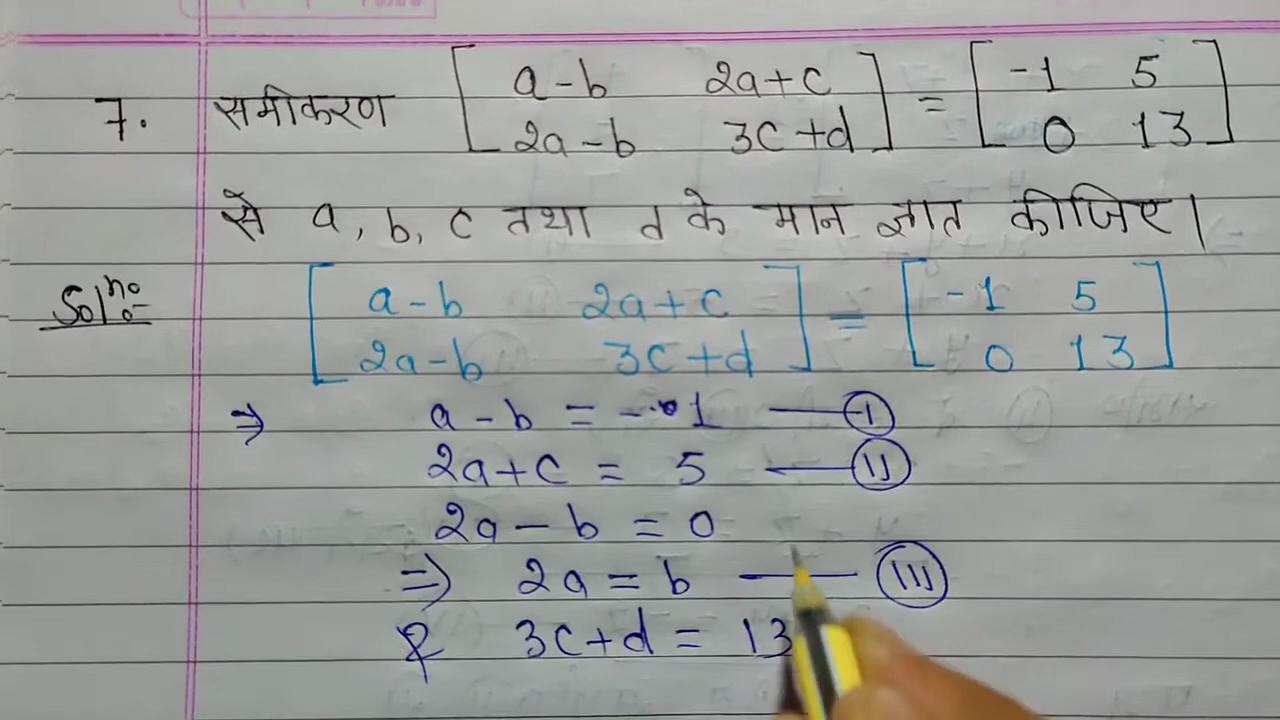 7. समीकरण [ a-b 2a+c ] = [ -1 5 ]
[ 2a-b 3c+d ] [ 0 13 ]
से a, b, c तथा d के मान ज्ञात कीजिए।
Solⁿ:- [ a-b 2a+c ] = [ -1 5 ]
[ 2a-b 3c+d ] [ 0 13 ]
⇒ a - b = -1 — (I)
2a+c = 5 — (II)
2a - b = 0
⇒ 2a = b — (III)
& 3c+d = 13